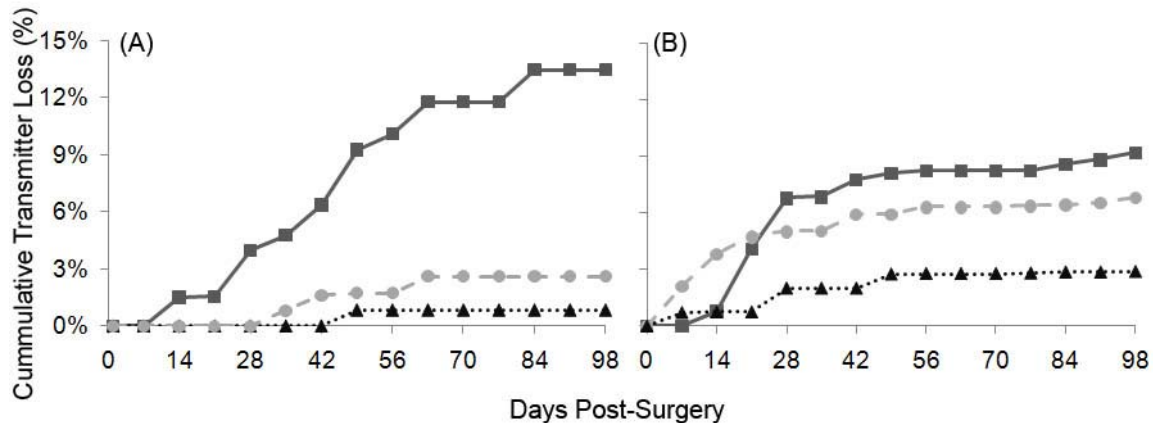 Cummulative Transmitter Loss (%)
15%
12%
9%
6%
3%
0%
(A)
0 14 28 42 56 70 84 98
(B)
0 14 28 42 56 70 84 98
Days Post-Surgery